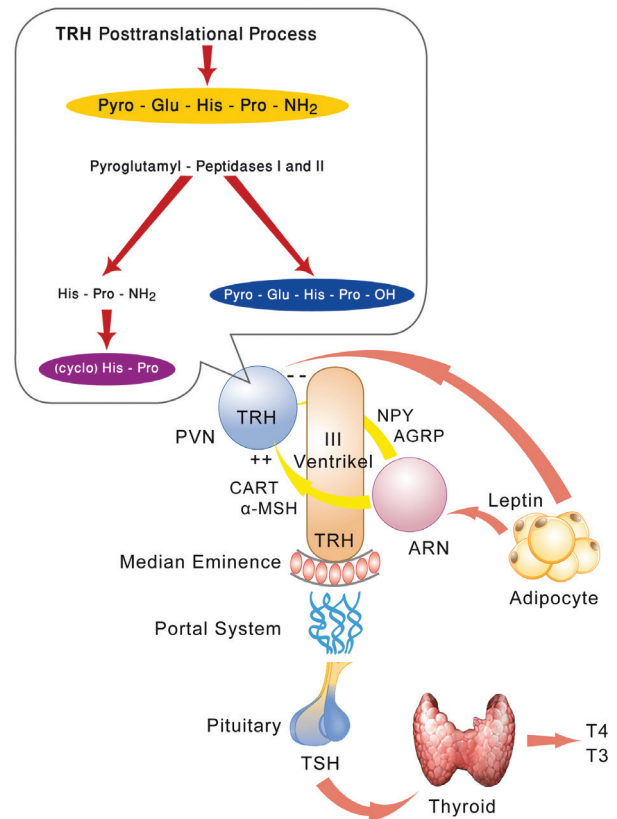 TRH Posttranslational Process
Pyro - Glu - His - Pro - NH₂
Pyroglutamyl - Peptidases I and II
His - Pro - NH₂
Pyro - Glu - His - Pro - OH
(cyclo) His - Pro
--
TRH
PVN
++
III
Ventrikel
NPY
AGRP
CART
α-MSH
Leptin
TRH
ARN
Median Eminence
Adipocyte
Portal System
Pituitary
TSH
T4
T3
Thyroid